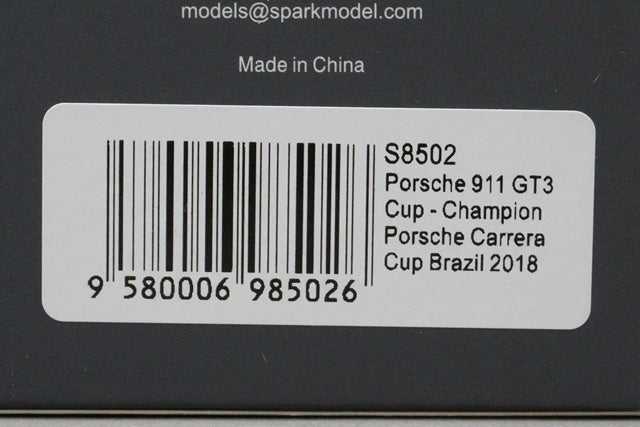 models@sparkmodel.com
Made in China
S8502
Porsche 911 GT3
Cup - Champion
Porsche Carrera
Cup Brazil 2018
9 580006 985026